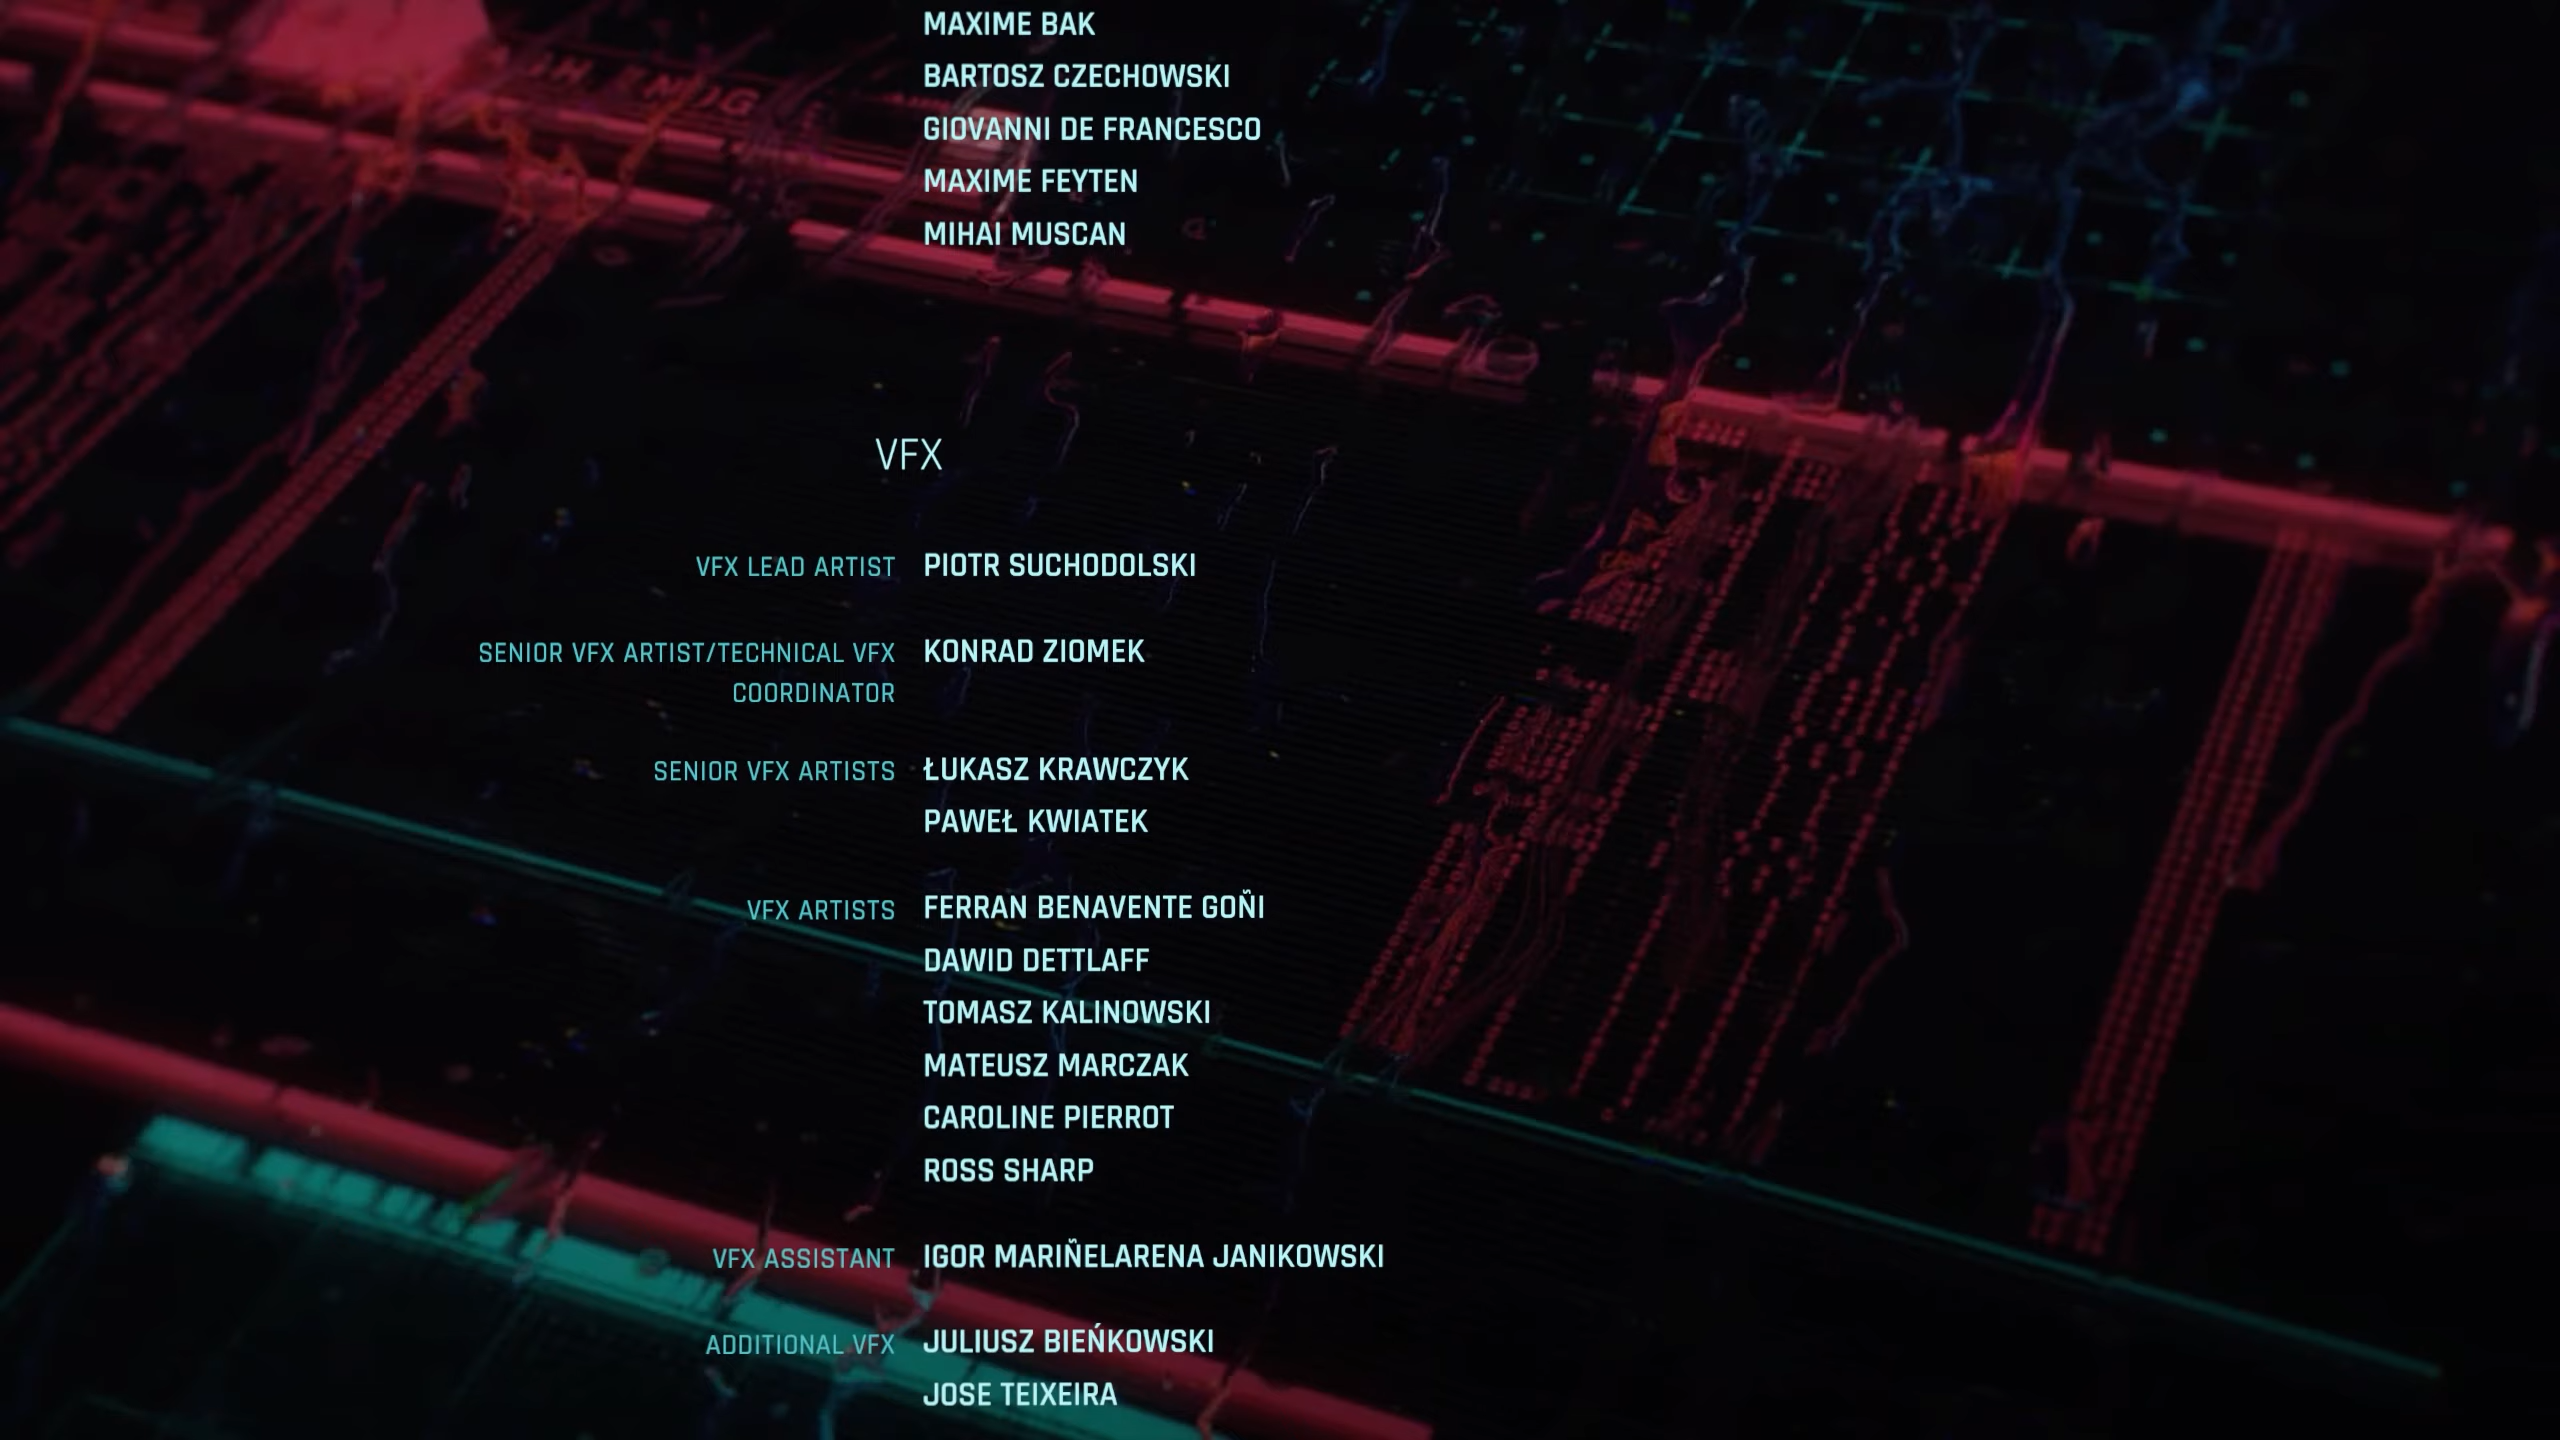 MAXIME BAK
BARTOSZ CZECHOWSKI
GIOVANNI DE FRANCESCO
MAXIME FEYTEN
MIHAI MUSCAN
VFX
VFX LEAD ARTIST PIOTR SUCHODOLSKI
SENIOR VFX ARTIST/TECHNICAL VFX KONRAD ZIOMEK
COORDINATOR
SENIOR VFX ARTISTS ŁUKASZ KRAWCZYK
PAWEŁ KWIATEK
VFX ARTISTS FERRAN BENAVENTE GOÑI
DAWID DETTLAFF
TOMASZ KALINOWSKI
MATEUSZ MARCZAK
CAROLINE PIERROT
ROSS SHARP
VFX ASSISTANT IGOR MARIÑELARENA JANIKOWSKI
ADDITIONAL VFX JULIUSZ BIEŃKOWSKI
JOSE TEIXEIRA